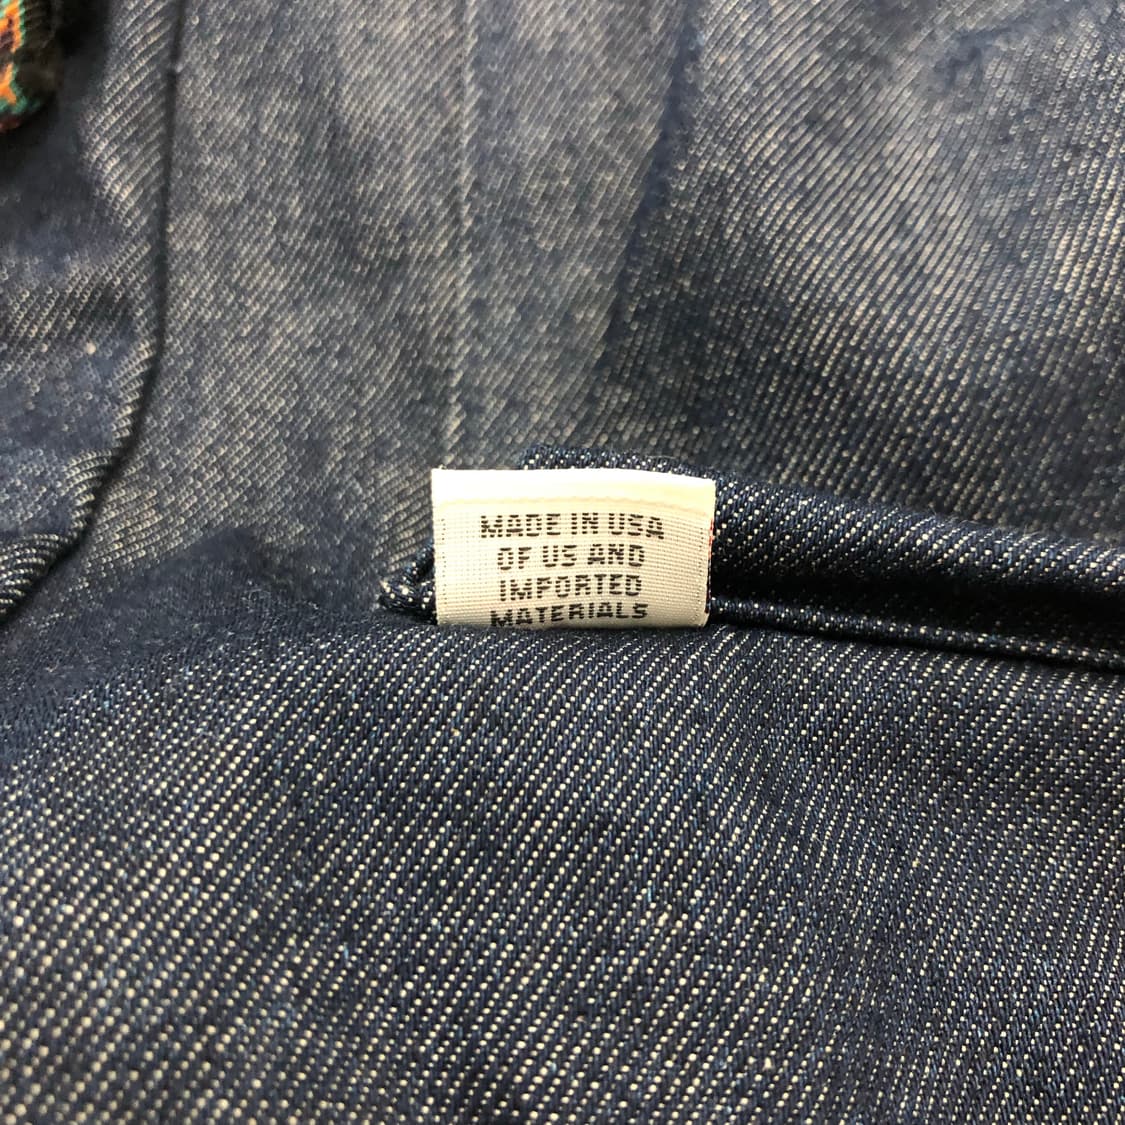 MADE IN USA
OF US AND
IMPORTED
MATERIALS